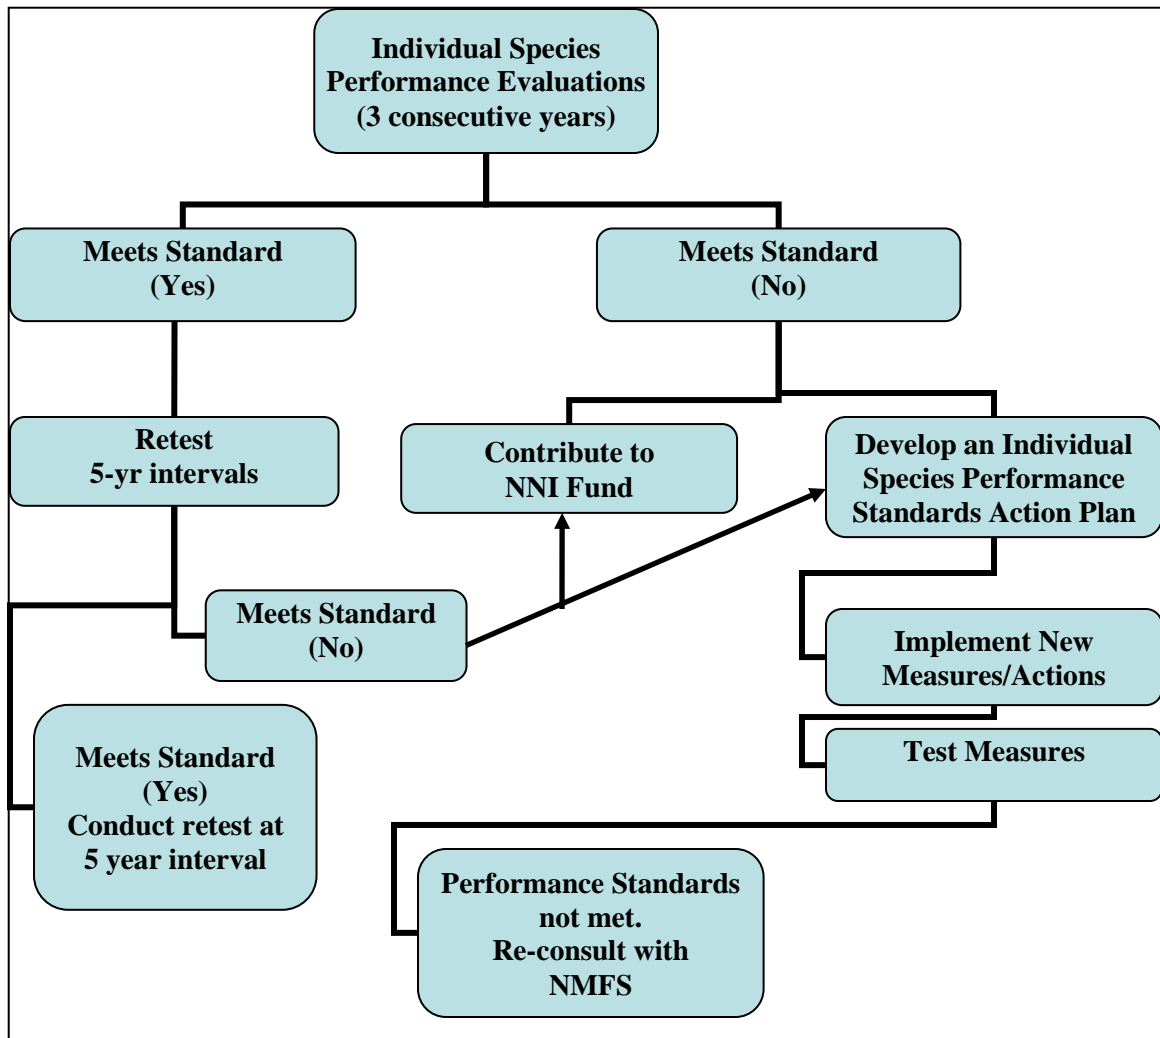 Individual Species
Performance Evaluations
(3 consecutive years)
Meets Standard
(Yes)
Meets Standard
(No)
Retest
5-yr intervals
Contribute to
NNI Fund
Develop an Individual
Species Performance
Standards Action Plan
Meets Standard
(No)
Implement New
Measures/Actions
Meets Standard
(Yes)
Conduct retest at
5 year interval
Test Measures
Performance Standards
not met.
Re-consult with
NMFS